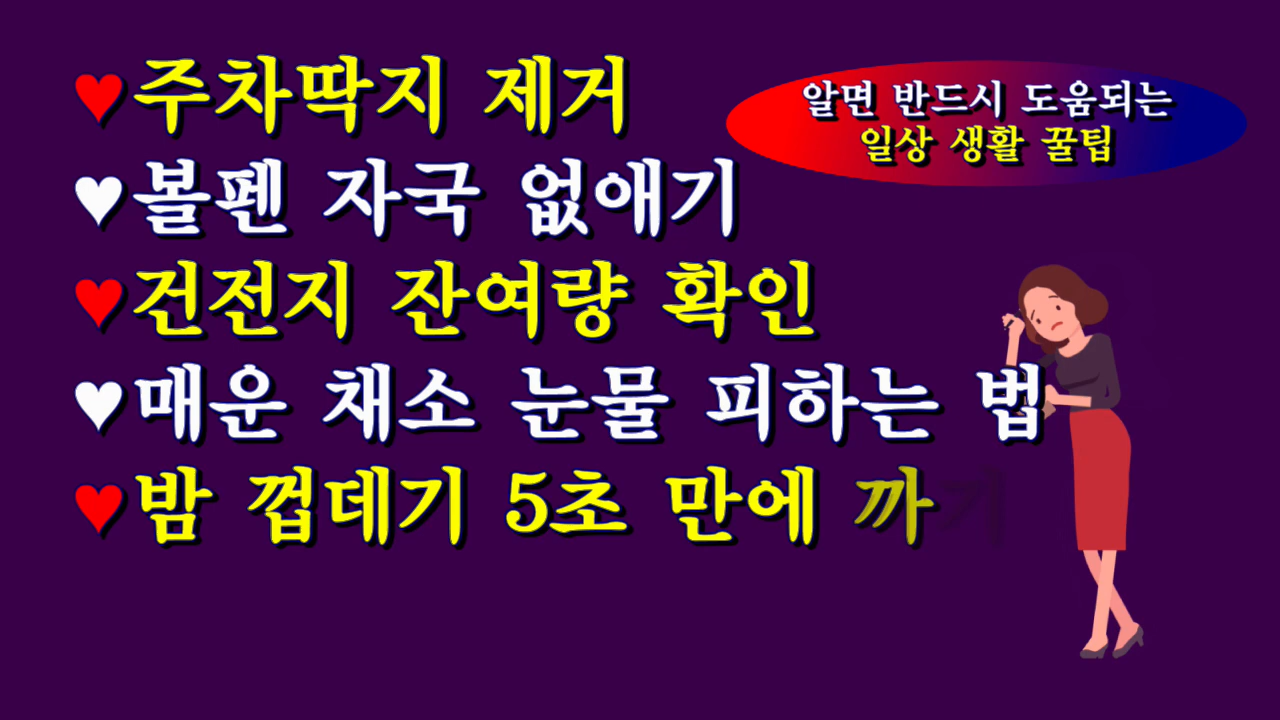 ♥주차딱지 제거
알면 반드시 도움되는
일상 생활 꿀팁
♥볼펜 자국 없애기
♥건전지 잔여량 확인
♥매운 채소 눈물 피하는 법
♥밤 껍데기 5초 만에 까기